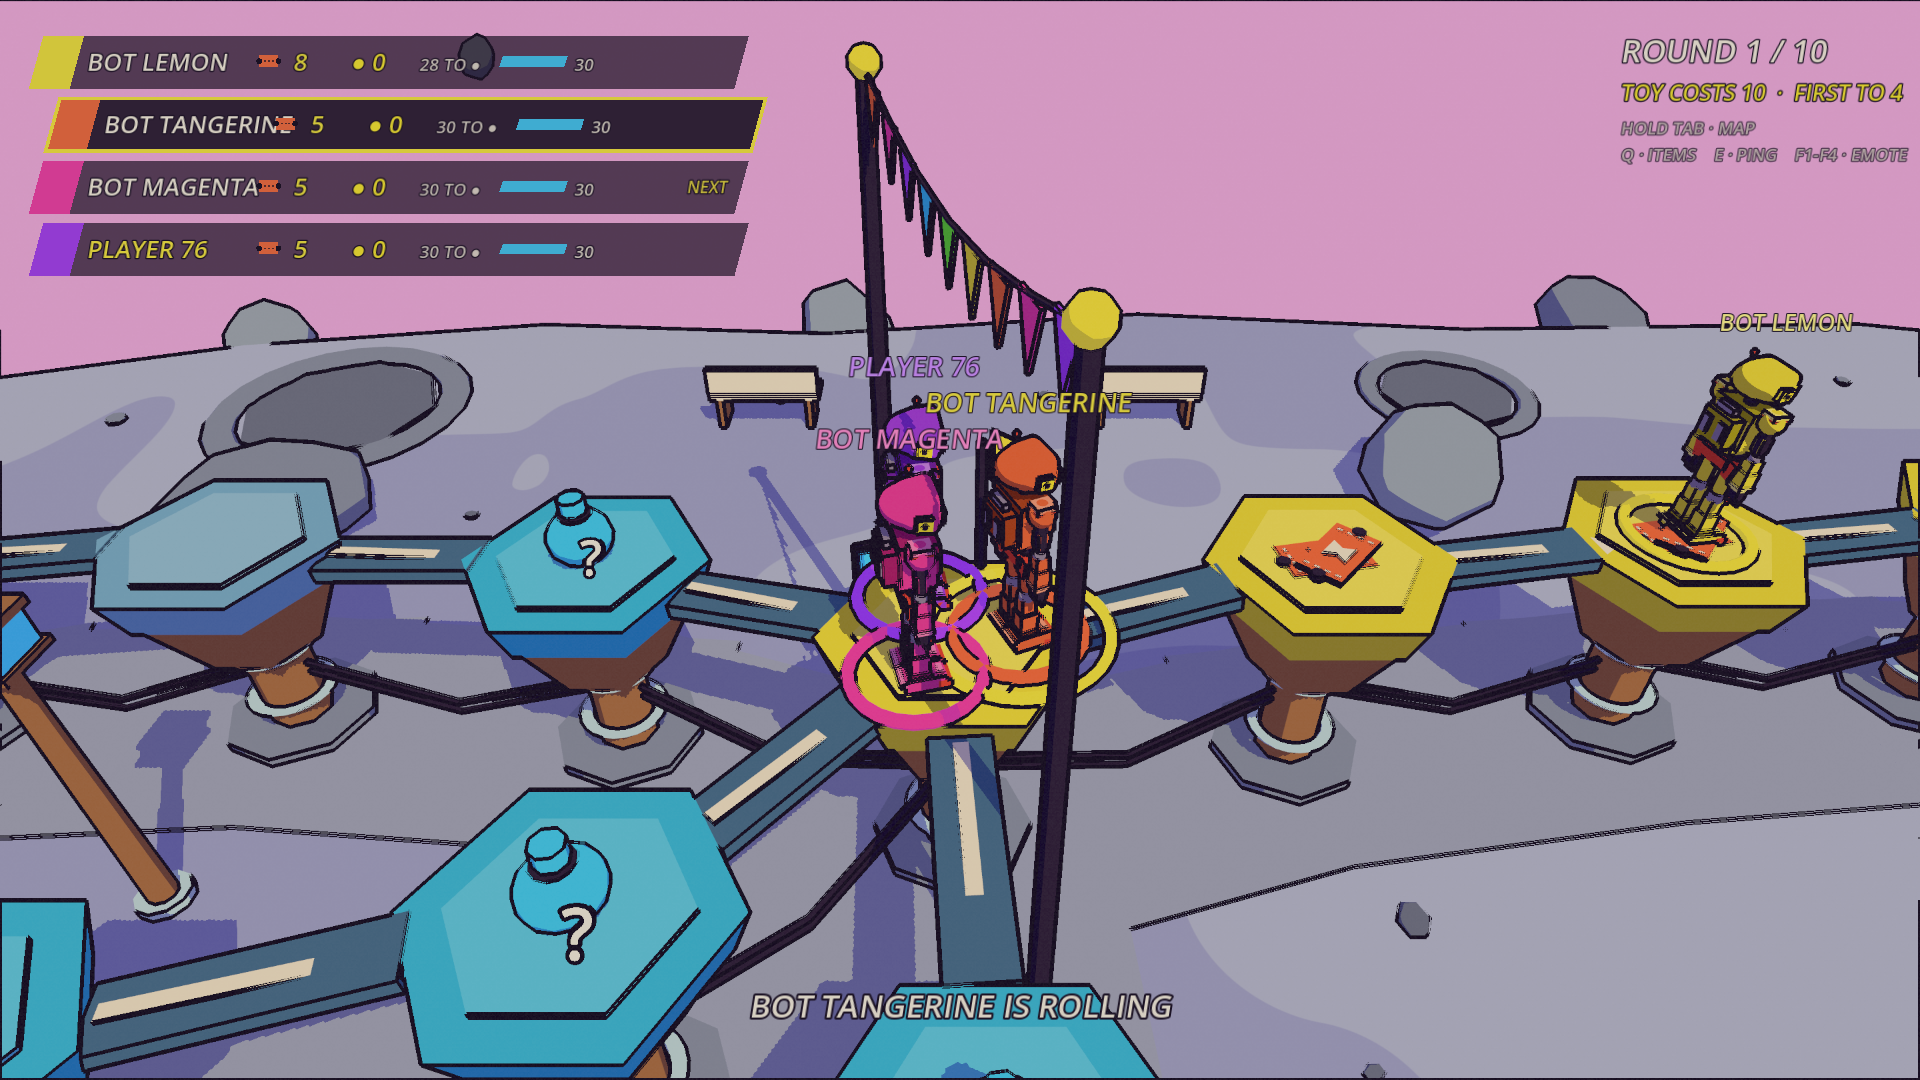 BOT LEMON 8 0 28 TO 30
BOT TANGERINE 5 0 30 TO 30
BOT MAGENTA 5 0 30 TO 30 NEXT
PLAYER 76 5 0 30 TO 30
ROUND 1 / 10
TOY COSTS 10 · FIRST TO 4
HOLD TAB · MAP
Q · ITEMS E · PING F1-F4 · EMOTE
BOT LEMON
PLAYER 76
BOT TANGERINE
BOT MAGENTA
?
?
BOT TANGERINE IS ROLLING